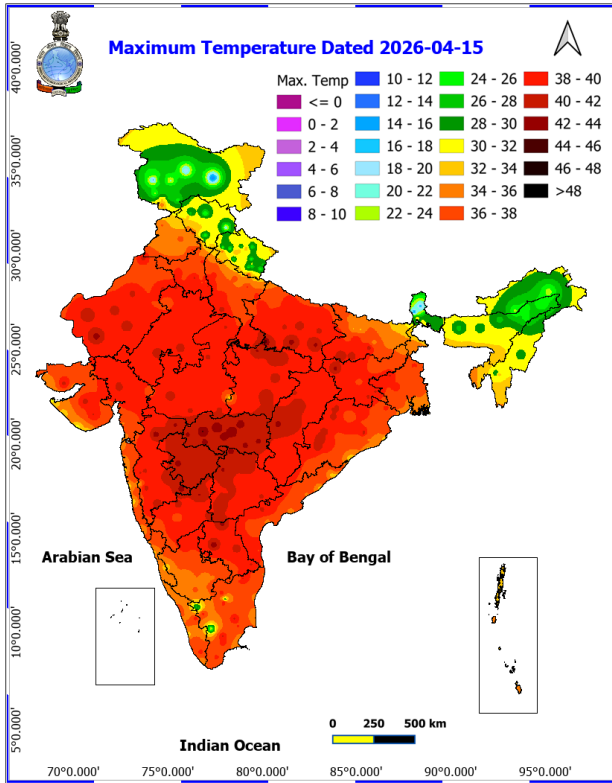 Maximum Temperature Dated 2026-04-15
Max. Temp
<= 0
0 - 2
2 - 4
4 - 6
6 - 8
8 - 10
10 - 12
12 - 14
14 - 16
16 - 18
18 - 20
20 - 22
22 - 24
24 - 26
26 - 28
28 - 30
30 - 32
32 - 34
34 - 36
36 - 38
38 - 40
40 - 42
42 - 44
44 - 46
46 - 48
>48
40°0.000'
35°0.000'
30°0.000'
25°0.000'
20°0.000'
15°0.000'
10°0.000'
5°0.000'
Arabian Sea
Bay of Bengal
Indian Ocean
0 250 500 km
70°0.000' 75°0.000' 80°0.000' 85°0.000' 90°0.000' 95°0.000'